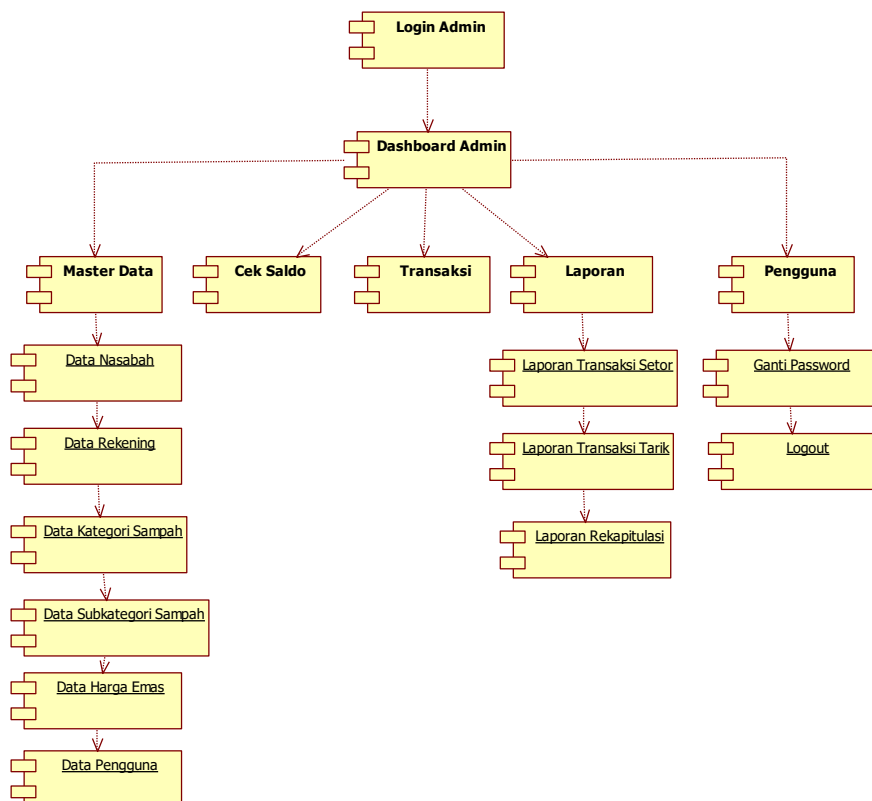 Login Admin
Dashboard Admin
Master Data
Cek Saldo
Transaksi
Laporan
Pengguna
Data Nasabah
Laporan Transaksi Setor
Ganti Password
Data Rekening
Laporan Transaksi Tarik
Logout
Data Kategori Sampah
Laporan Rekapitulasi
Data Subkategori Sampah
Data Harga Emas
Data Pengguna